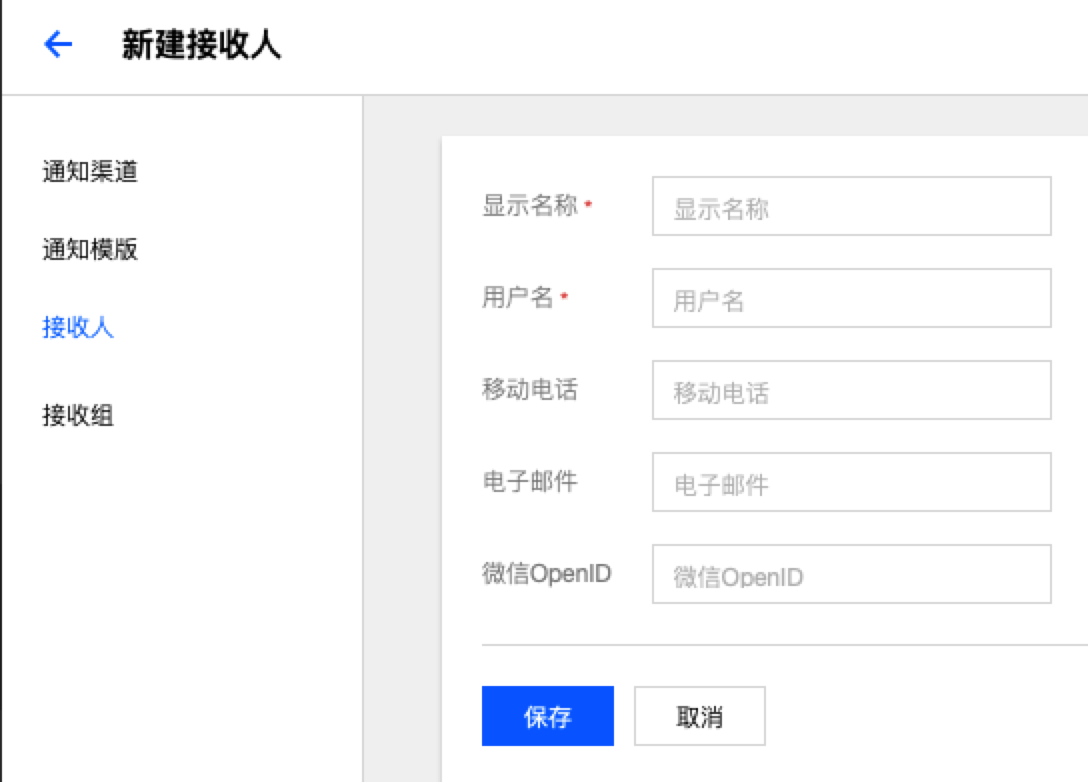 新建接收人
通知渠道
通知模版
接收人
接收组
显示名称 *
显示名称
用户名 *
用户名
移动电话
移动电话
电子邮件
电子邮件
微信OpenID
微信OpenID
保存
取消